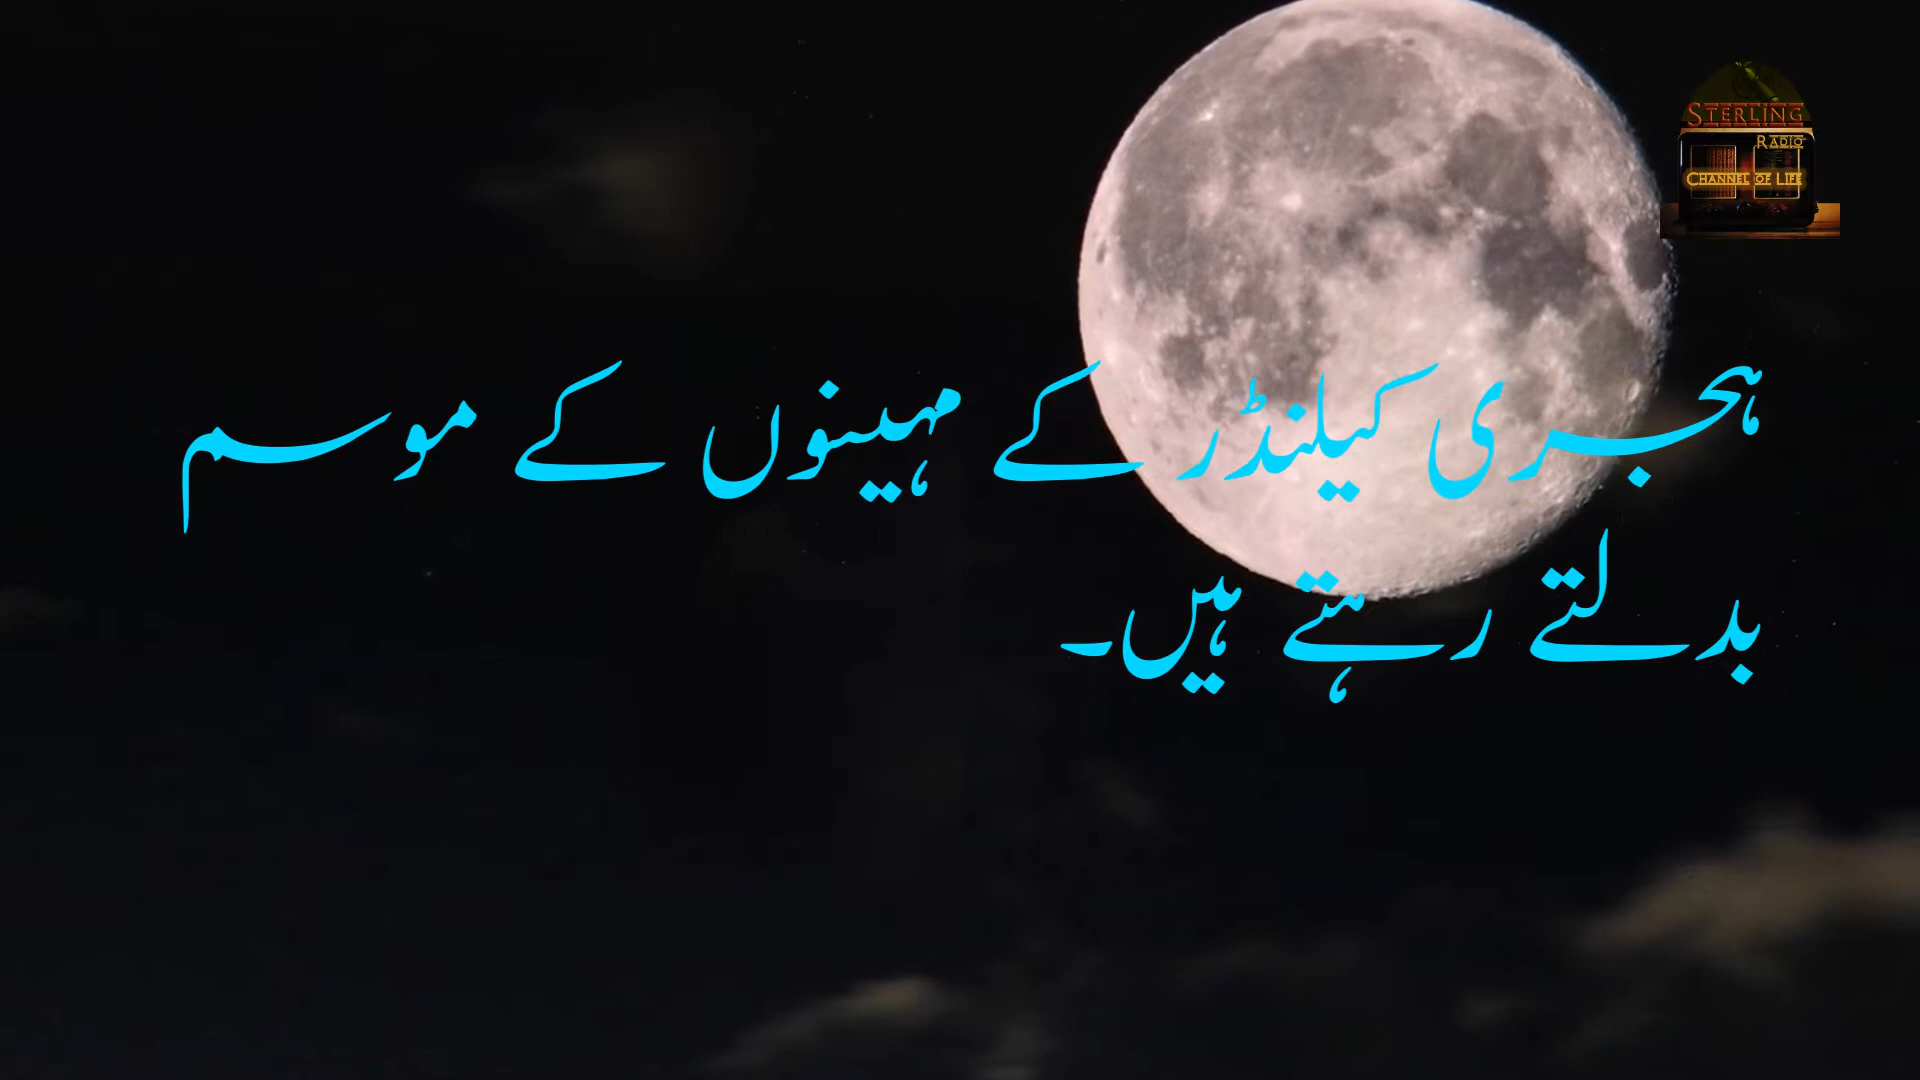 STERLING
RADIO
CHANNEL OF LIFE
ہجری کیلنڈر کے مہینوں کے موسم
بدلتے رہتے ہیں۔